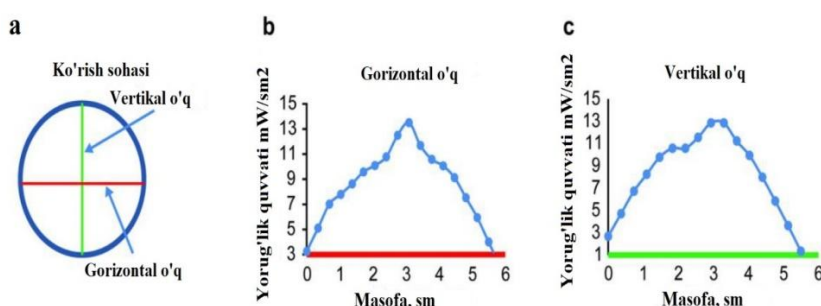 a
Ko'rish sohasi
Vertikal o'q
Gorizontal o'q
b
Gorizontal o'q
Yorug'lik quvvati mW/sm2
15
13
11
9
7
5
3
0 1 2 3 4 5 6
Masofa, sm
c
Vertikal o'q
Yorug'lik quvvati mW/sm2
15
13
11
9
7
5
3
1
0 1 2 3 4 5 6
Masofa, sm